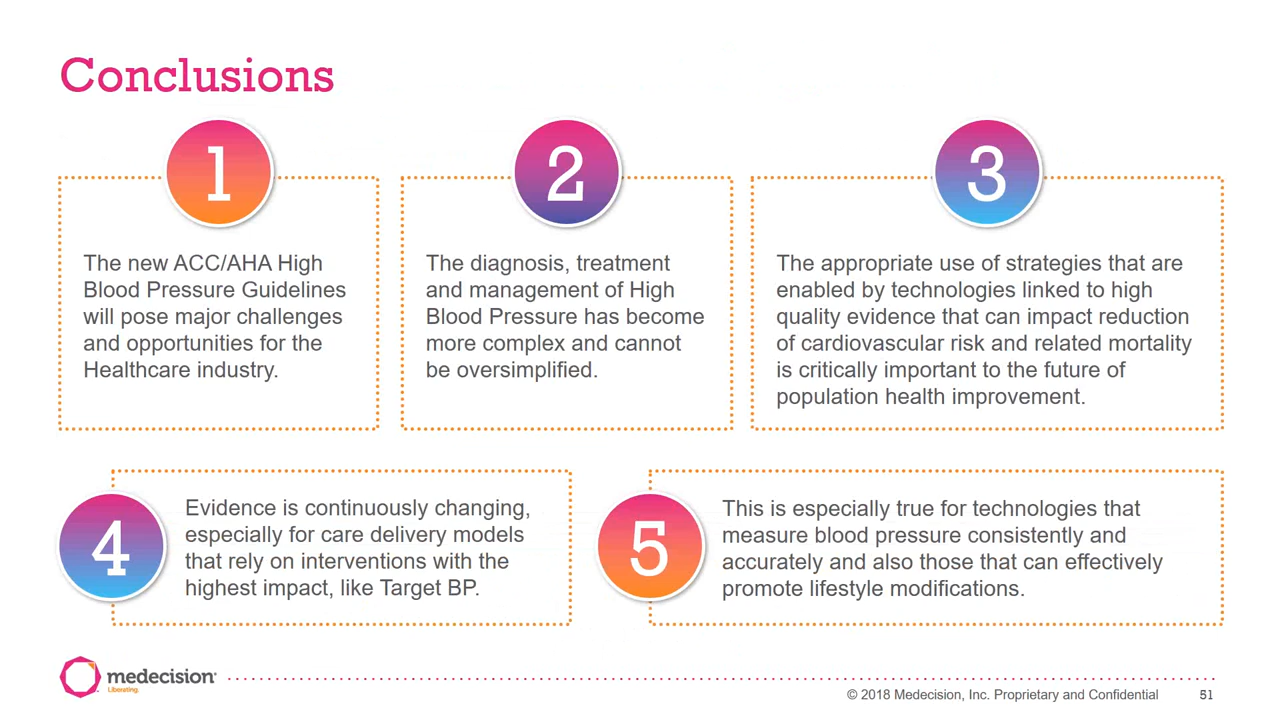 Conclusions
1
The new ACC/AHA High
Blood Pressure Guidelines
will pose major challenges
and opportunities for the
Healthcare industry.
2
The diagnosis, treatment
and management of High
Blood Pressure has become
more complex and cannot
be oversimplified.
3
The appropriate use of strategies that are
enabled by technologies linked to high
quality evidence that can impact reduction
of cardiovascular risk and related mortality
is critically important to the future of
population health improvement.
4
Evidence is continuously changing,
especially for care delivery models
that rely on interventions with the
highest impact, like Target BP.
5
This is especially true for technologies that
measure blood pressure consistently and
accurately and also those that can effectively
promote lifestyle modifications.
medecision
Liberating.
© 2018 Medecision, Inc. Proprietary and Confidential
51